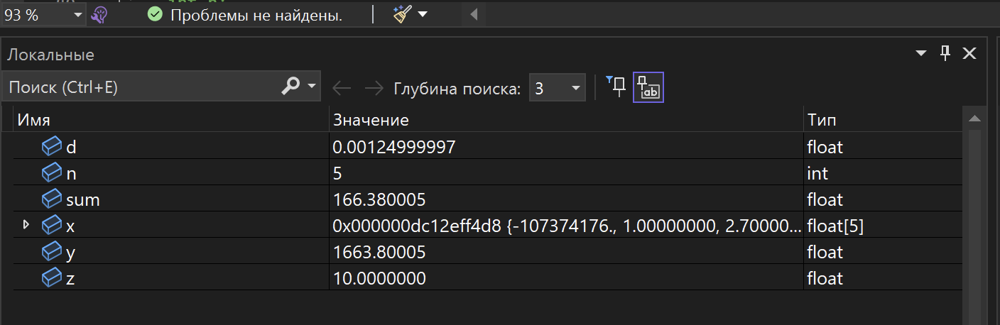 93 % Проблемы не найдены.
Локальные
Поиск (Ctrl+E) Глубина поиска: 3
Имя Значение Тип
d 0.00124999997 float
n 5 int
sum 166.380005 float
x 0x000000dc12eff4d8 {-107374176., 1.00000000, 2.70000... float[5]
y 1663.80005 float
z 10.0000000 float